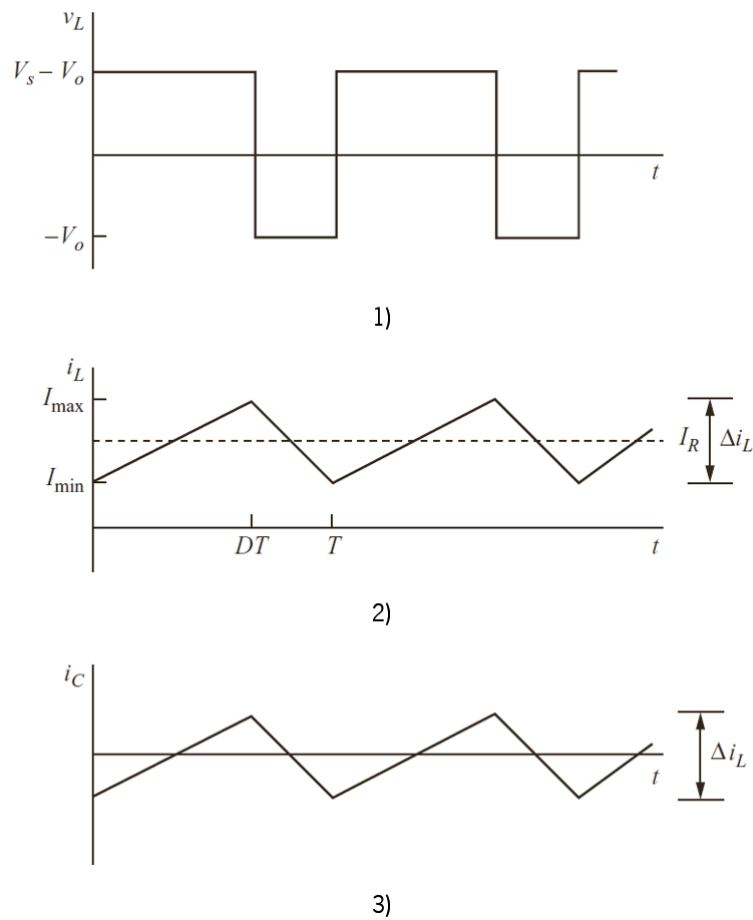 v_L
V_s – V_o
t
–V_o
1)
i_L
I_max
I_R Δi_L
I_min
DT T t
2)
i_C
Δi_L
t
3)